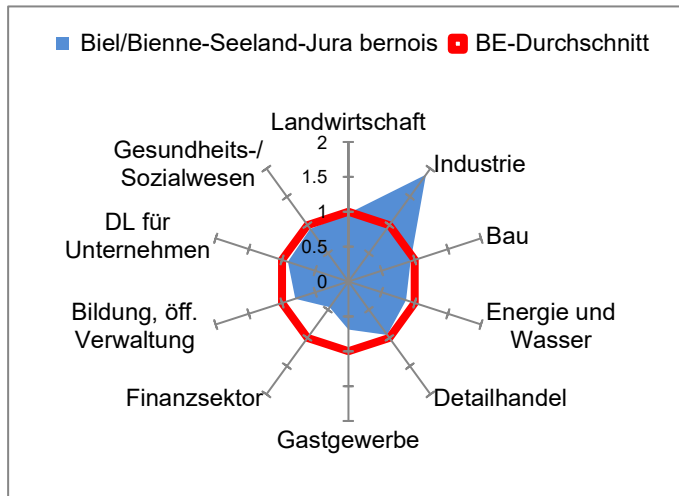 Biel/Bienne-Seeland-Jura bernois
BE-Durchschnitt
Landwirtschaft
Gesundheits-/
Sozialwesen
2
Industrie
1.5
DL für
Unternehmen
1
Bau
0.5
0
Bildung, öff.
Verwaltung
Energie und
Wasser
Finanzsektor
Detailhandel
Gastgewerbe